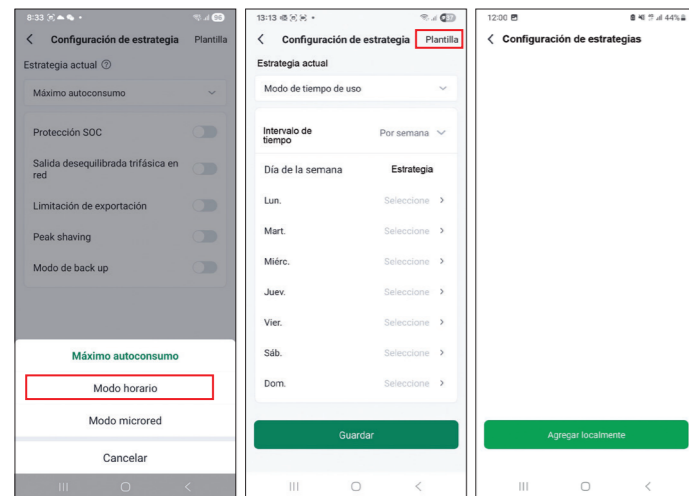 8:33
96
Configuración de estrategia
Plantilla
Estrategia actual
Máximo autoconsumo
Protección SOC
Salida desequilibrada trifásica en
red
Limitación de exportación
Peak shaving
Modo de back up
Máximo autoconsumo
Modo horario
Modo microred
Cancelar
13:13
Configuración de estrategia
Plantilla
Estrategia actual
Modo de tiempo de uso
Intervalo de
tiempo
Por semana
Día de la semana
Estrategia
Lun.
Seleccione
Mart.
Seleccione
Miérc.
Seleccione
Juev.
Seleccione
Vier.
Seleccione
Sáb.
Seleccione
Dom.
Seleccione
Guardar
12:00
44%
Configuración de estrategias
Agregar localmente